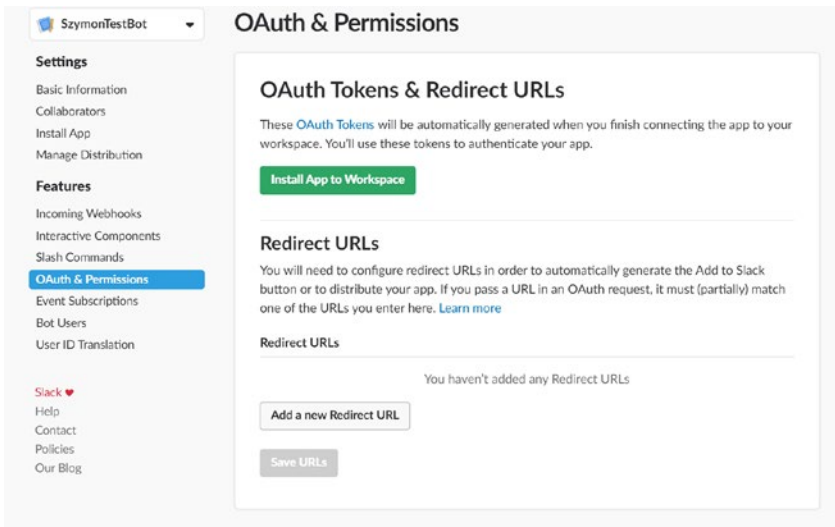 SzymonTestBot
Settings
Basic Information
Collaborators
Install App
Manage Distribution
Features
Incoming Webhooks
Interactive Components
Slash Commands
OAuth & Permissions
Event Subscriptions
Bot Users
User ID Translation
Slack ♥
Help
Contact
Policies
Our Blog
OAuth & Permissions
OAuth Tokens & Redirect URLs
These OAuth Tokens will be automatically generated when you finish connecting the app to your
workspace. You'll use these tokens to authenticate your app.
Install App to Workspace
Redirect URLs
You will need to configure redirect URLs in order to automatically generate the Add to Slack
button or to distribute your app. If you pass a URL in an OAuth request, it must (partially) match
one of the URLs you enter here. Learn more
Redirect URLs
You haven't added any Redirect URLs
Add a new Redirect URL
Save URLs